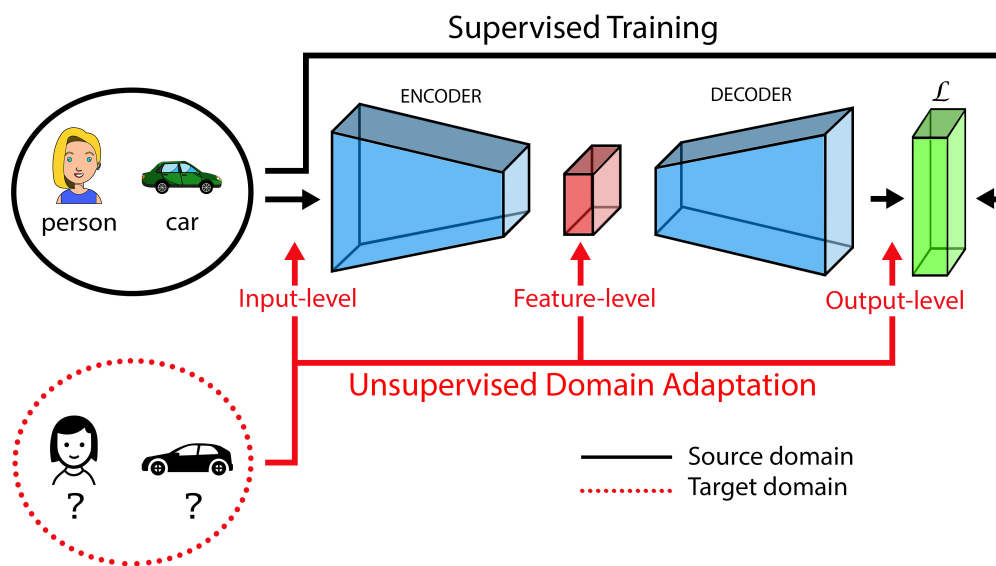 Supervised Training
ENCODER
DECODER
ℒ
person
car
Input-level
Feature-level
Output-level
Unsupervised Domain Adaptation
?
?
Source domain
Target domain